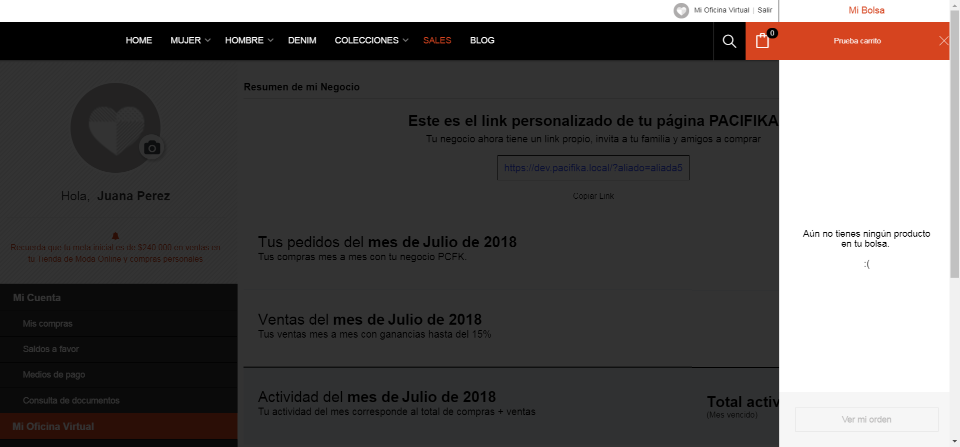 Mi Oficina Virtual | Salir
Mi Bolsa
HOME MUJER HOMBRE DENIM COLECCIONES SALES BLOG
0
Prueba camto
Resumen de mi Negocio
Este es el link personalizado de tu página PACIFIKA
Tu negocio ahora tiene un link propio, invita a tu familia y amigos a comprar
https://dev.pacifika.local/?aliado=aliada5
Copiar Link
Hola, Juana Perez
Recuerda que la meta inicial es de $240.000 en ventas en
tu Tienda de Moda Online y compras personales.
Tus pedidos del mes de Julio de 2018
Tus compras mes a mes con tu negocio PCFK.
Mi Cuenta
Mis compras
Saldos a favor
Medios de pago
Consulta de documentos
Mi Oficina Virtual
Ventas del mes de Julio de 2018
Tus ventas mes a mes con ganancias hasta del 15%
Actividad del mes de Julio de 2018
Tu actividad del mes corresponde al total de compras + ventas
Total activ
(Mes vencido)
Aún no tienes ningún producto
en tu bolsa.
:(
Ver mi orden